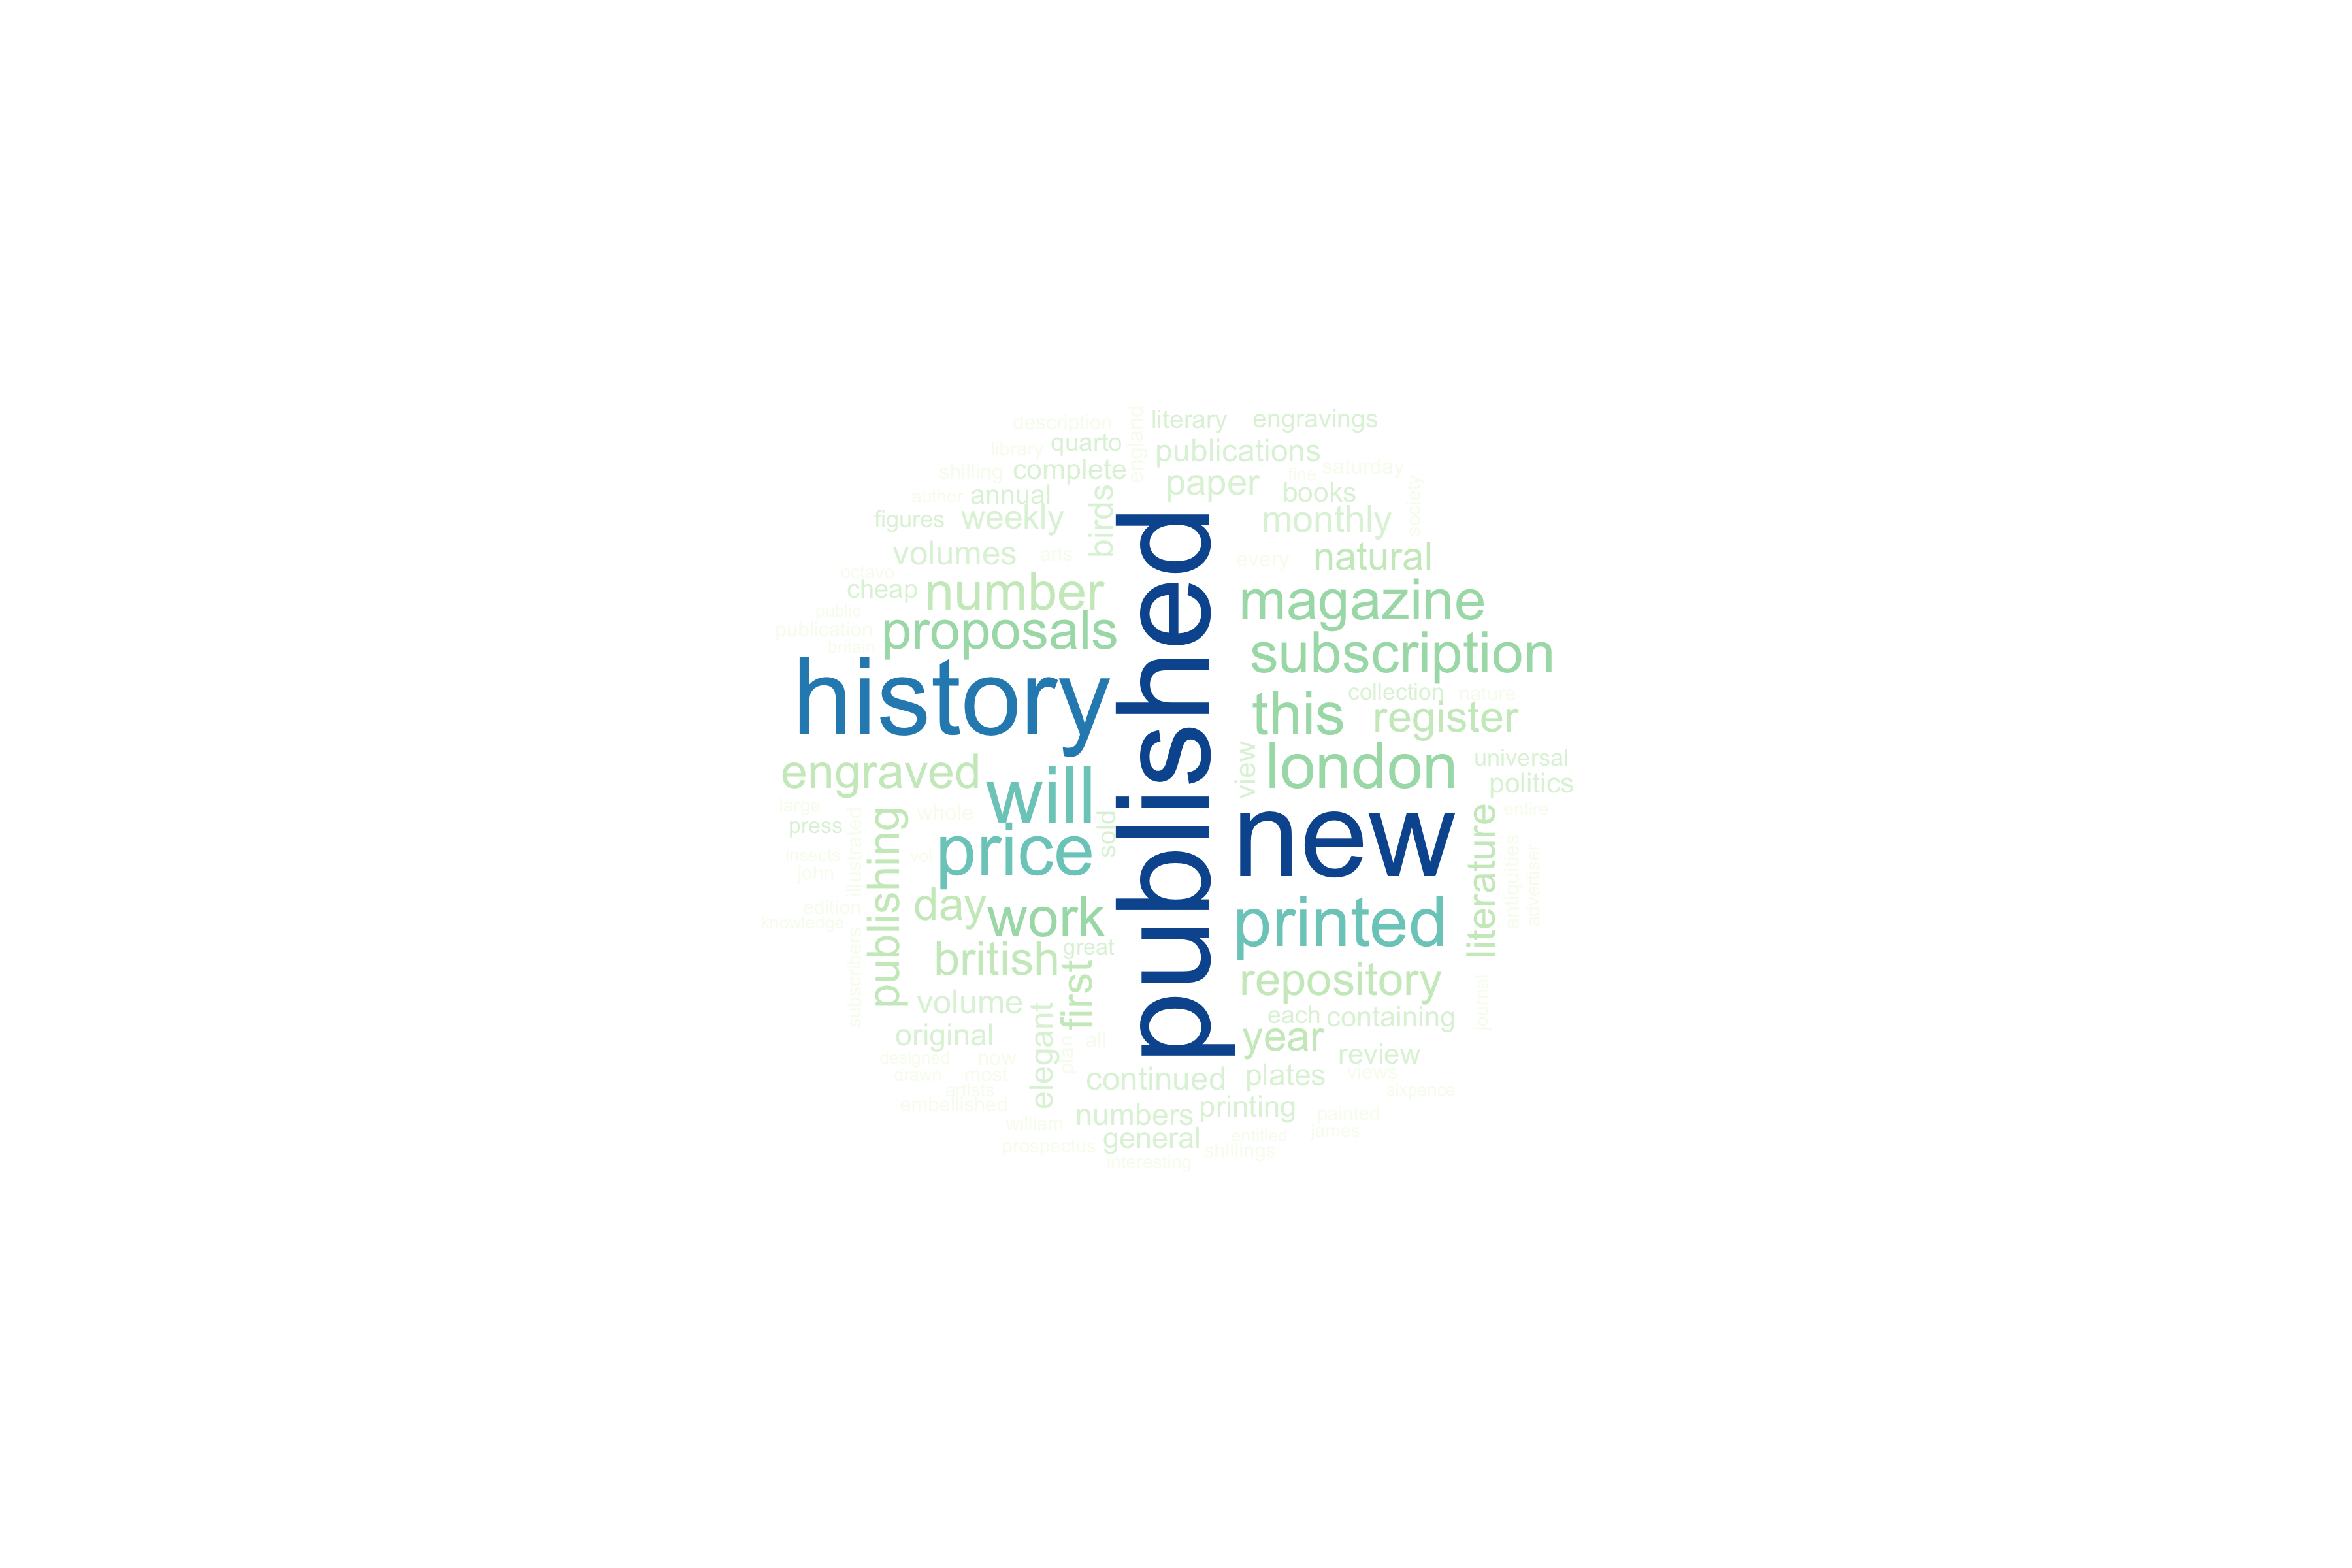 description
england
literary
engravings
library
quarto
publications
shilling
complete
paper
fine
saturday
author
annual
birds
books
society
figures
weekly
monthly
volumes
arts
every
natural
octavo
cheap
number
magazine
public
publication
proposals
subscription
britain
history
published
this
collection
nature
register
engraved
will
view
london
universal
politics
large
whole
new
entire
press
illustrated
price
sold
literature
insects
vol
john
publishing
antiquities
advertiser
edition
day
work
printed
knowledge
subscribers
british
great
first
repository
journal
volume
each
containing
original
elegant
plan
all
year
review
designed
now
drawn
most
continued
plates
views
artists
sixpence
embellished
numbers
printing
painted
william
general
entitled
james
prospectus
interesting
shillings